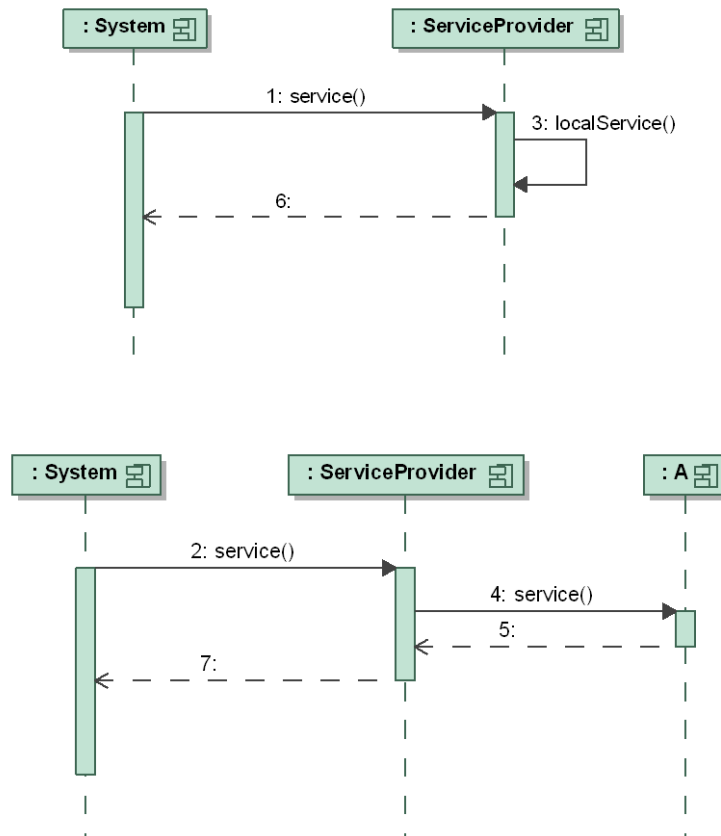 : System
: ServiceProvider
1: service()
3: localService()
6:
: System
: ServiceProvider
: A
2: service()
4: service()
5:
7: